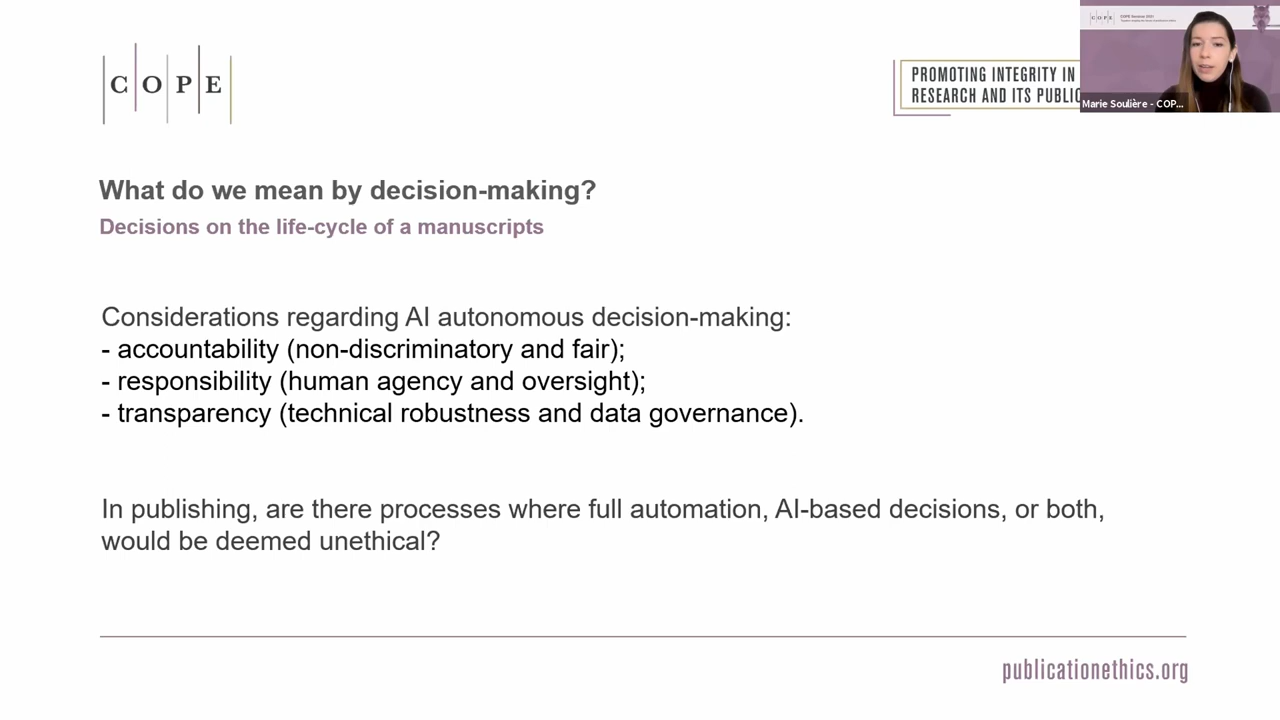 COPE
PROMOTING INTEGRITY IN
RESEARCH AND ITS PUBLIC
COPE
Marie Soulière - COP...
What do we mean by decision-making?
Decisions on the life-cycle of a manuscripts
Considerations regarding AI autonomous decision-making:
- accountability (non-discriminatory and fair);
- responsibility (human agency and oversight);
- transparency (technical robustness and data governance).
In publishing, are there processes where full automation, AI-based decisions, or both,
would be deemed unethical?
publicationethics.org